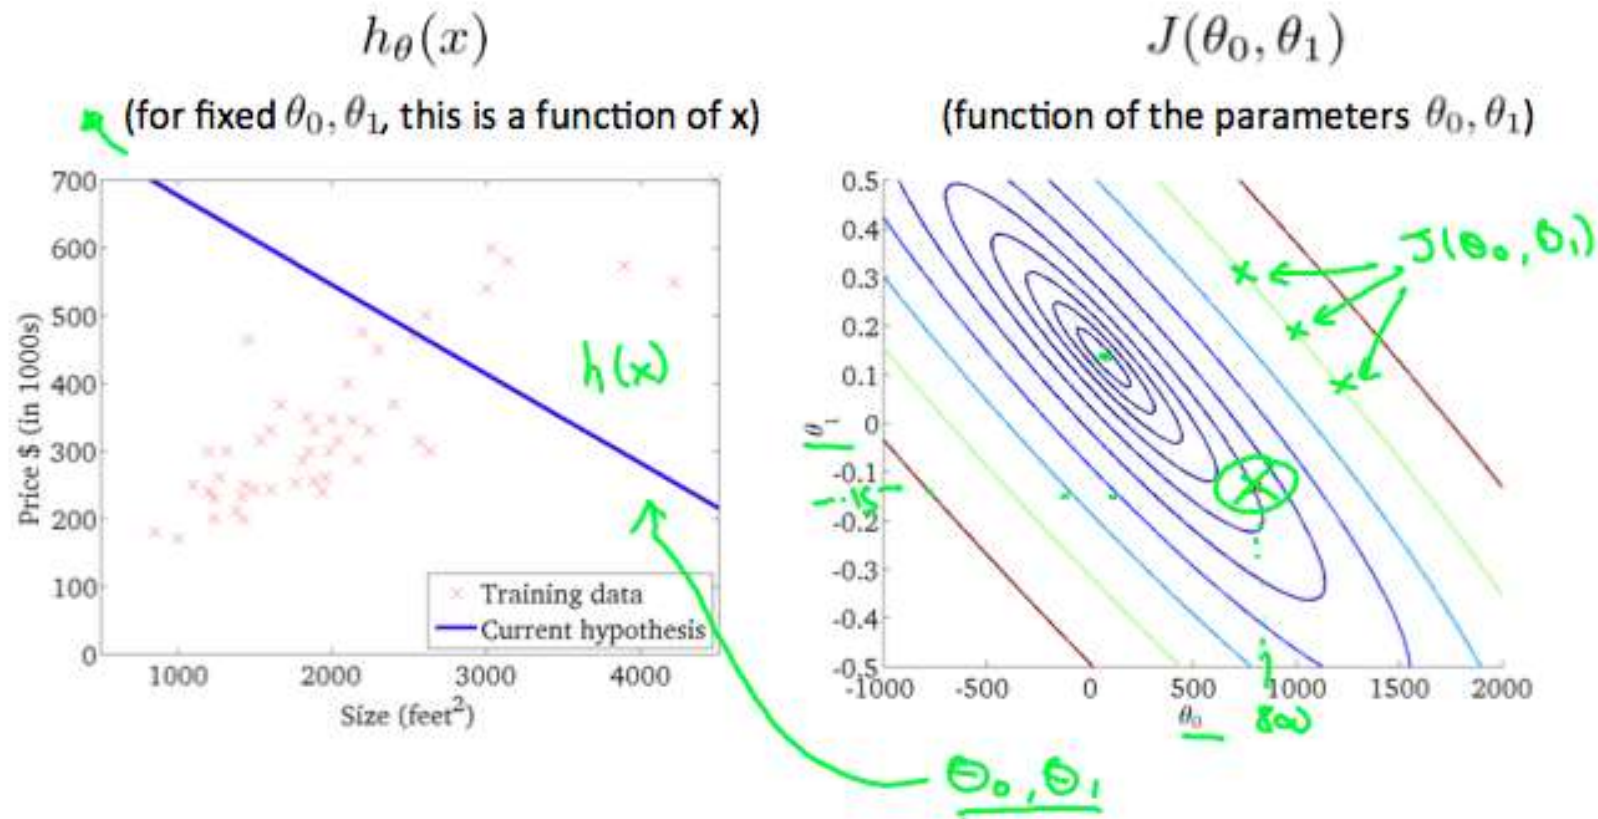 hθ(x)
(for fixed θ₀, θ₁, this is a function of x)
700
600
500
400
300
200
100
0
Price $ (in 1000s)
1000
2000
3000
4000
Size (feet²)
h(x)
Training data
Current hypothesis
J(θ₀, θ₁)
(function of the parameters θ₀, θ₁)
0.5
0.4
0.3
0.2
0.1
0
-0.1
-0.2
-0.3
-0.4
-0.5
θ₁
-.15
-1000
-500
0
500
1000
1500
2000
θ₀
800
J(θ₀, θ₁)
θ₀, θ₁